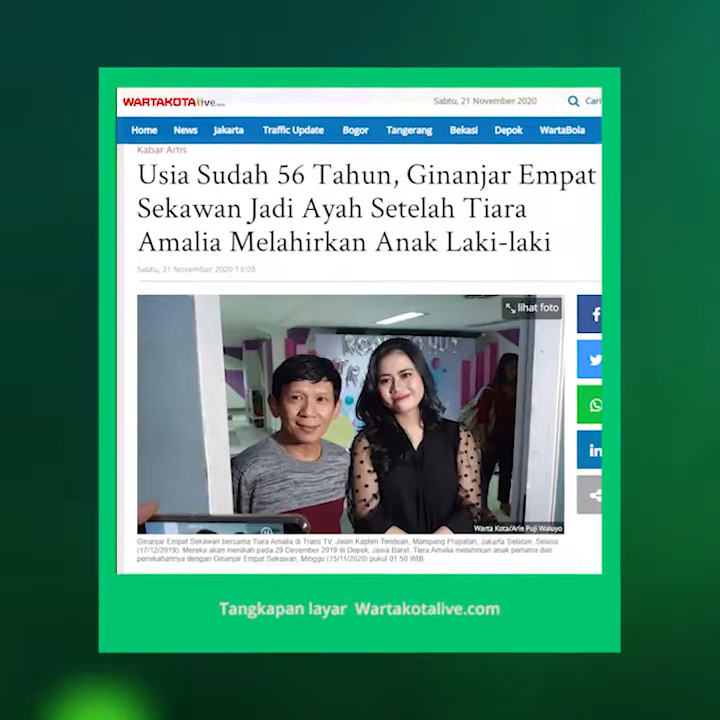 WARTAKOTAlive.com
Sabtu, 21 November 2020
Cari
Home News Jakarta Traffic Update Bogor Tangerang Bekasi Depok WartaBola
Kabar Artis
Usia Sudah 56 Tahun, Ginanjar Empat
Sekawan Jadi Ayah Setelah Tiara
Amalia Melahirkan Anak Laki-laki
Sabtu, 21 November 2020 13:03
lihat foto
Warta Kota/Arie Puji Waluyo
Ginanjar Empat Sekawan bersama Tiara Amalia di Trans TV, Jalan Kapten Tendean, Mampang Prapatan, Jakarta Selatan, Selasa
(17/12/2019). Mereka akan menikah pada 29 Desember 2019 di Depok, Jawa Barat. Tiara Amalia melahirkan anak pertama dari
pernikahannya dengan Ginanjar Empat Sekawan, Minggu (15/11/2020) pukul 01.50 WIB.
Tangkapan layar Wartakotalive.com